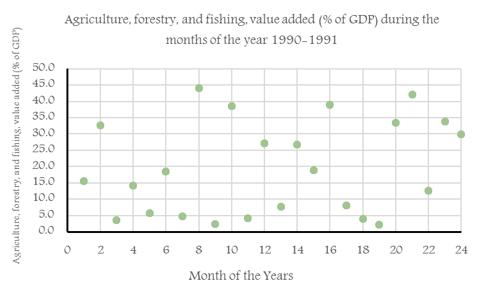 Agriculture, forestry, and fishing, value added (% of GDP) during the
months of the year 1990-1991
Agriculture, forestry, and fishing, value added (% of GDP)
50.0
45.0
40.0
35.0
30.0
25.0
20.0
15.0
10.0
5.0
0.0
0 2 4 6 8 10 12 14 16 18 20 22 24
Month of the Years